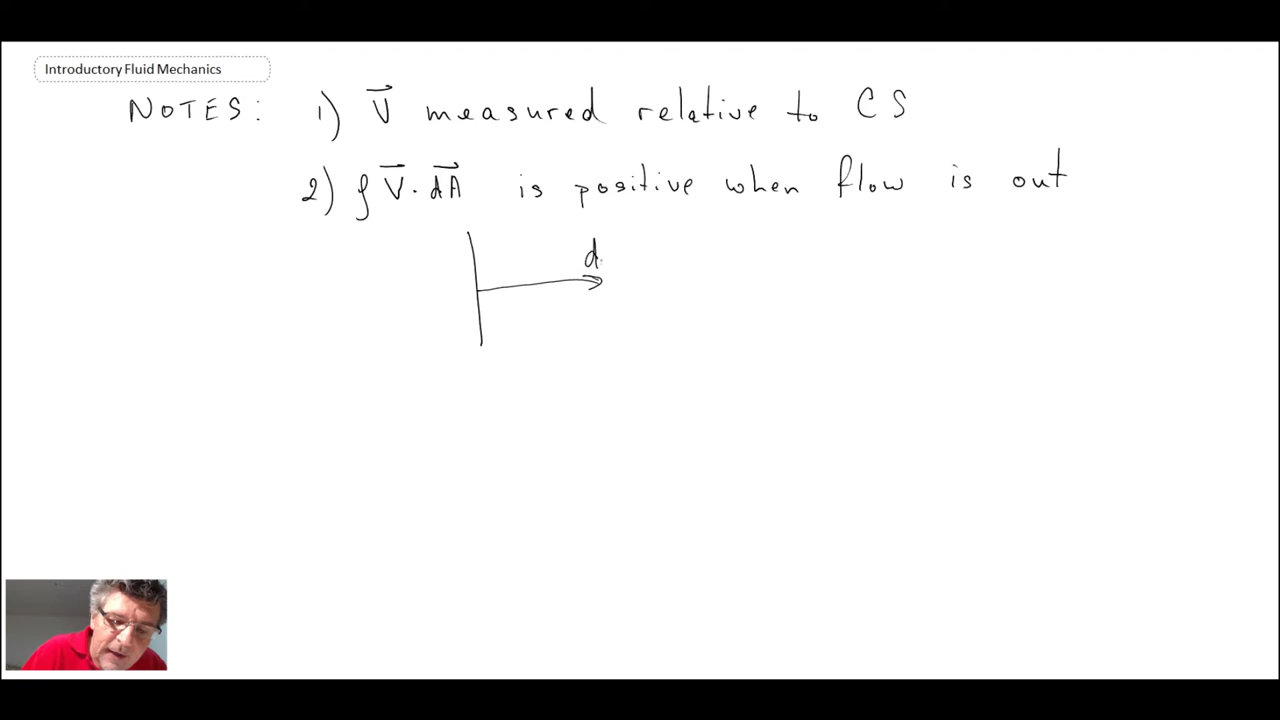 Introductory Fluid Mechanics
NOTES: 1) V⃗ measured relative to CS
2) ρ V⃗ · dA⃗ is positive when flow is out
d